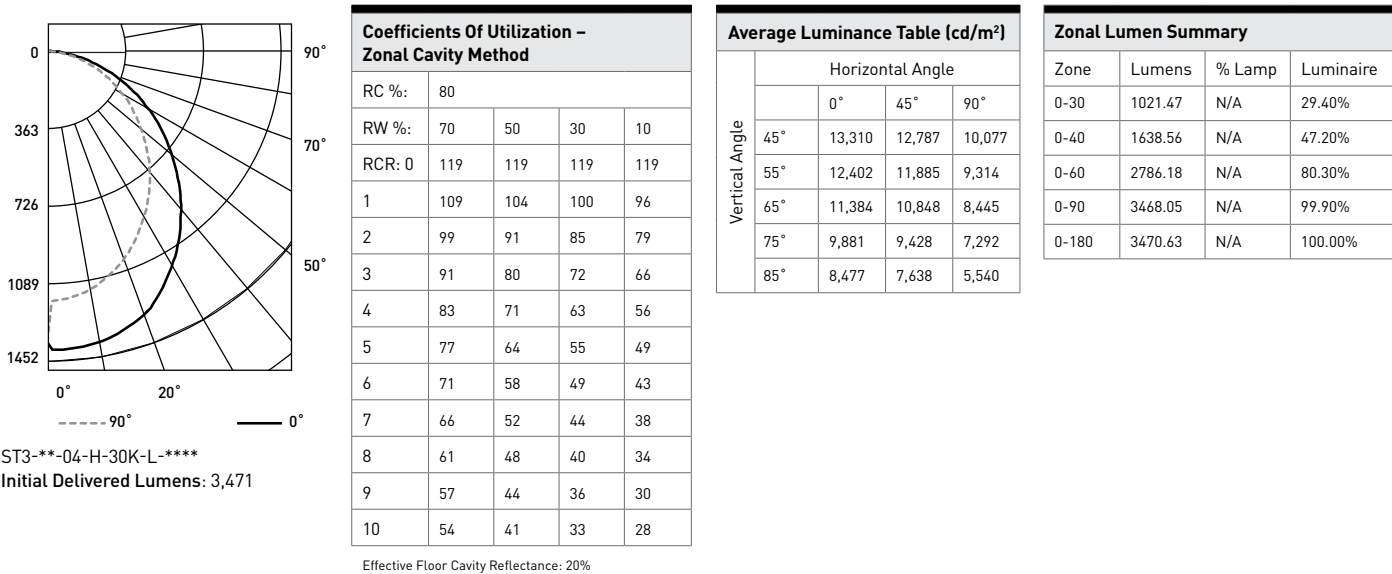 0
363
726
1089
1452
90˚
70˚
50˚
0˚ 20˚
90˚ 0˚
ST3-**-04-H-30K-L-****
Initial Delivered Lumens: 3,471
Coefficients Of Utilization –
Zonal Cavity Method
RC %: 80
RW %: 70 50 30 10
RCR: 0 119 119 119 119
1 109 104 100 96
2 99 91 85 79
3 91 80 72 66
4 83 71 63 56
5 77 64 55 49
6 71 58 49 43
7 66 52 44 38
8 61 48 40 34
9 57 44 36 30
10 54 41 33 28
Effective Floor Cavity Reflectance: 20%
Average Luminance Table (cd/m²)
Horizontal Angle
0˚ 45˚ 90˚
Vertical Angle
45˚ 13,310 12,787 10,077
55˚ 12,402 11,885 9,314
65˚ 11,384 10,848 8,445
75˚ 9,881 9,428 7,292
85˚ 8,477 7,638 5,540
Zonal Lumen Summary
Zone Lumens % Lamp Luminaire
0-30 1021.47 N/A 29.40%
0-40 1638.56 N/A 47.20%
0-60 2786.18 N/A 80.30%
0-90 3468.05 N/A 99.90%
0-180 3470.63 N/A 100.00%